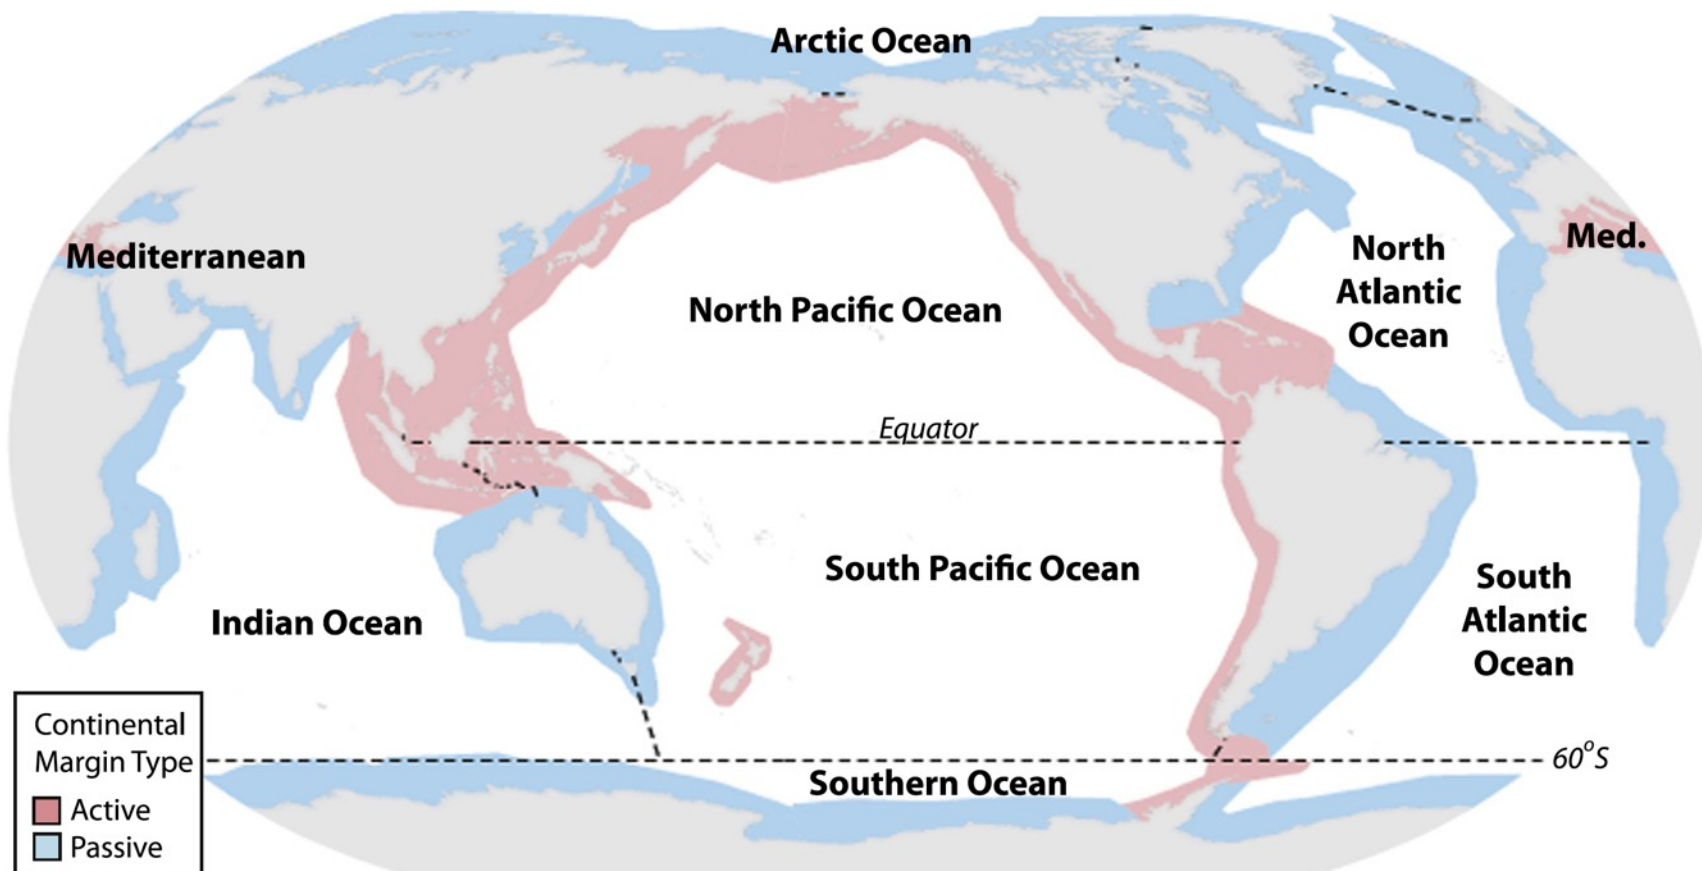 Arctic Ocean
Mediterranean
Med.
North
Atlantic
Ocean
North Pacific Ocean
Equator
South Pacific Ocean
South
Atlantic
Ocean
Indian Ocean
Continental
Margin Type
Active
Passive
60°S
Southern Ocean